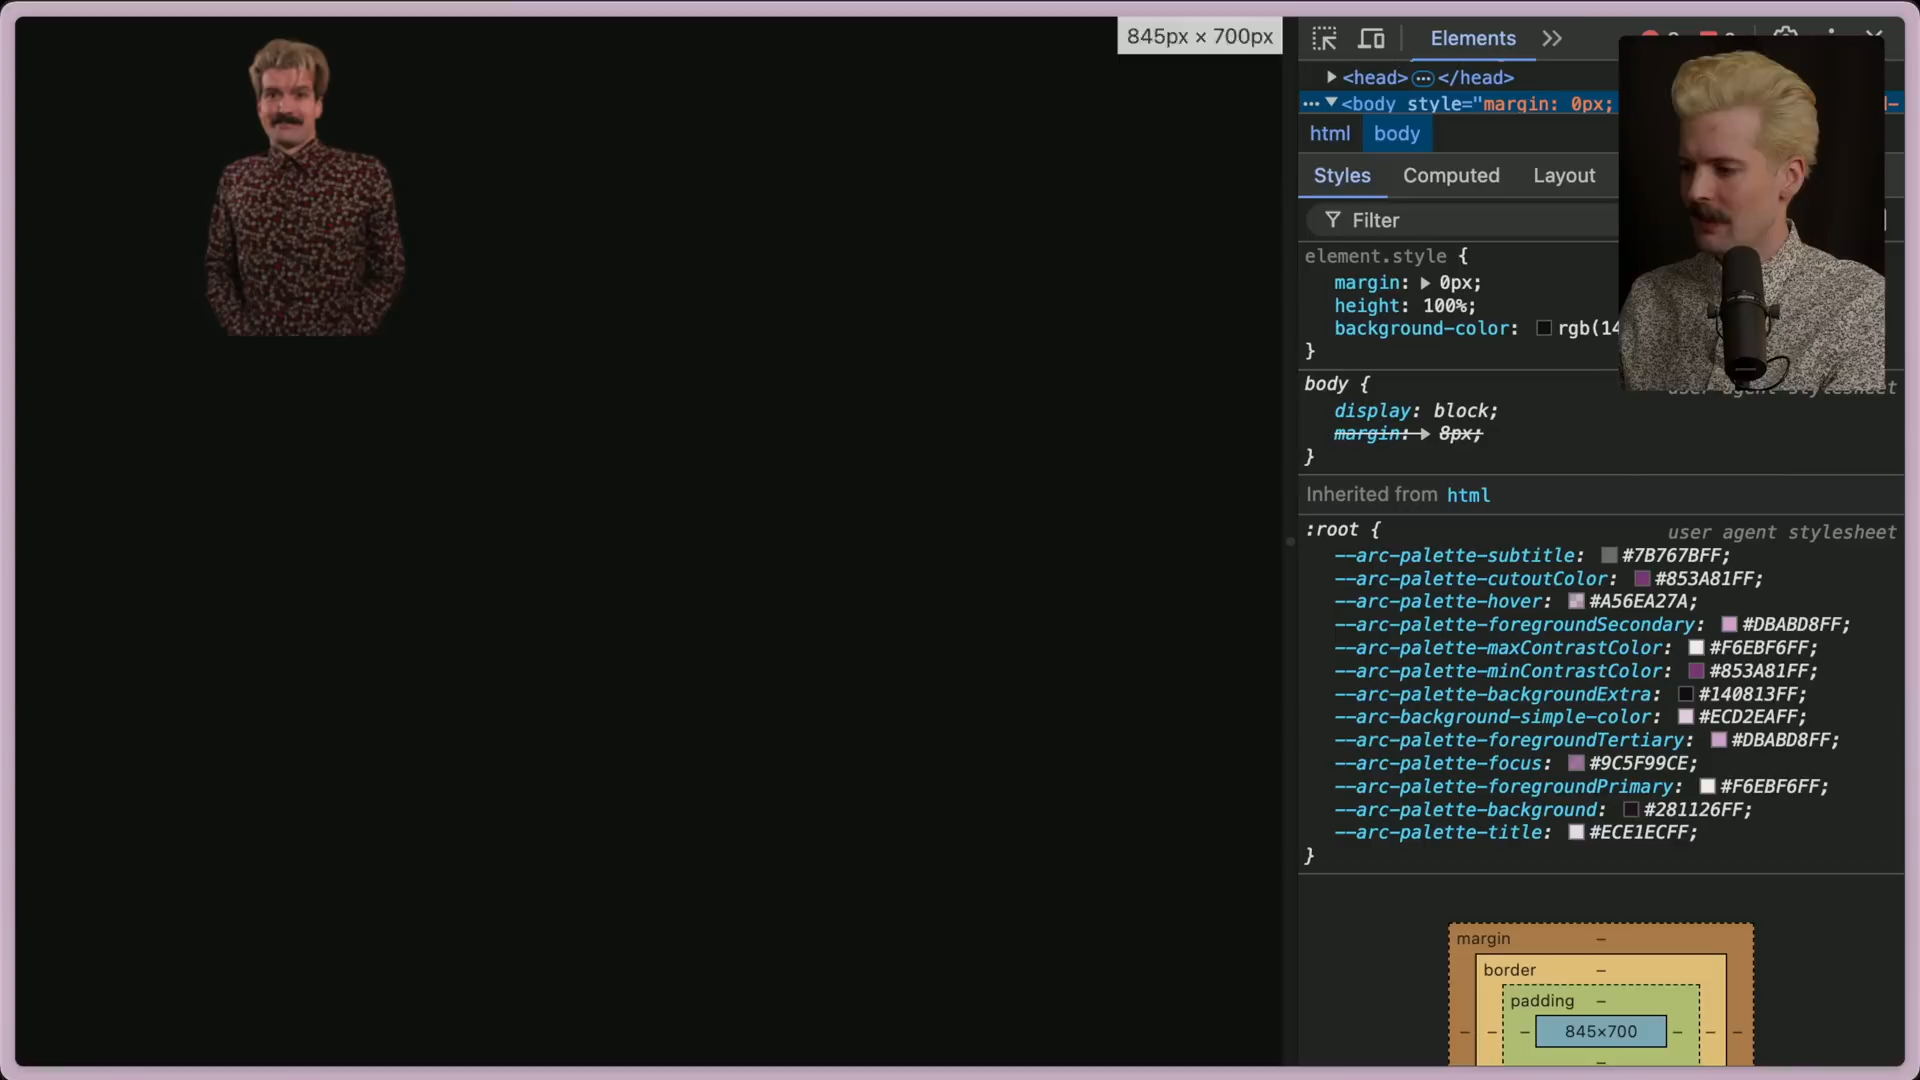 845px × 700px
Elements
<head> ⋯ </head>
⋯ <body style="margin: 0px;
html body
Styles Computed Layout
Filter
element.style {
margin: 0px;
height: 100%;
background-color: rgb(14
}
body {
user agent stylesheet
display: block;
margin: 8px;
}
Inherited from html
:root {
user agent stylesheet
--arc-palette-subtitle: #7B767BFF;
--arc-palette-cutoutColor: #853A81FF;
--arc-palette-hover: #A56EA27A;
--arc-palette-foregroundSecondary: #DBABD8FF;
--arc-palette-maxContrastColor: #F6EBF6FF;
--arc-palette-minContrastColor: #853A81FF;
--arc-palette-backgroundExtra: #140813FF;
--arc-background-simple-color: #ECD2EAFF;
--arc-palette-foregroundTertiary: #DBABD8FF;
--arc-palette-focus: #9C5F99CE;
--arc-palette-foregroundPrimary: #F6EBF6FF;
--arc-palette-background: #281126FF;
--arc-palette-title: #ECE1ECFF;
}
margin –
border –
padding –
– – – 845×700 – – –
–